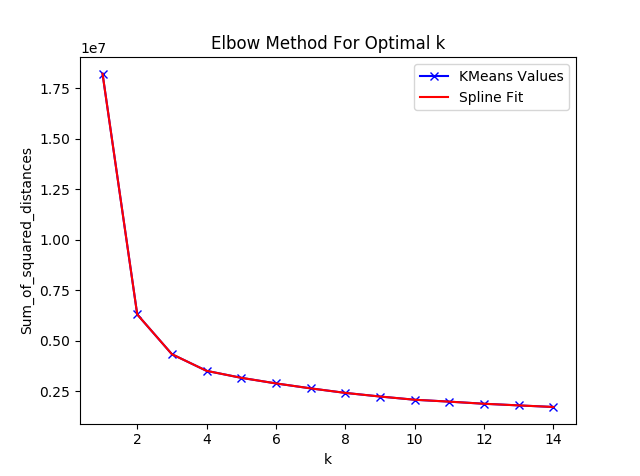 Elbow Method For Optimal k
1e7
KMeans Values
Spline Fit
Sum_of_squared_distances
1.75
1.50
1.25
1.00
0.75
0.50
0.25
2 4 6 8 10 12 14
k